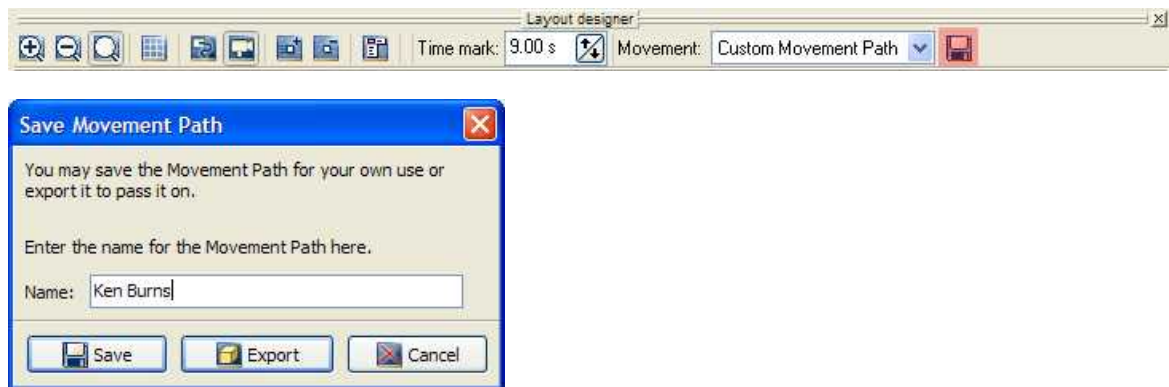 Layout designer
Time mark: 9.00 s Movement: Custom Movement Path
Save Movement Path
You may save the Movement Path for your own use or
export it to pass it on.
Enter the name for the Movement Path here.
Name: Ken Burns
Save Export Cancel